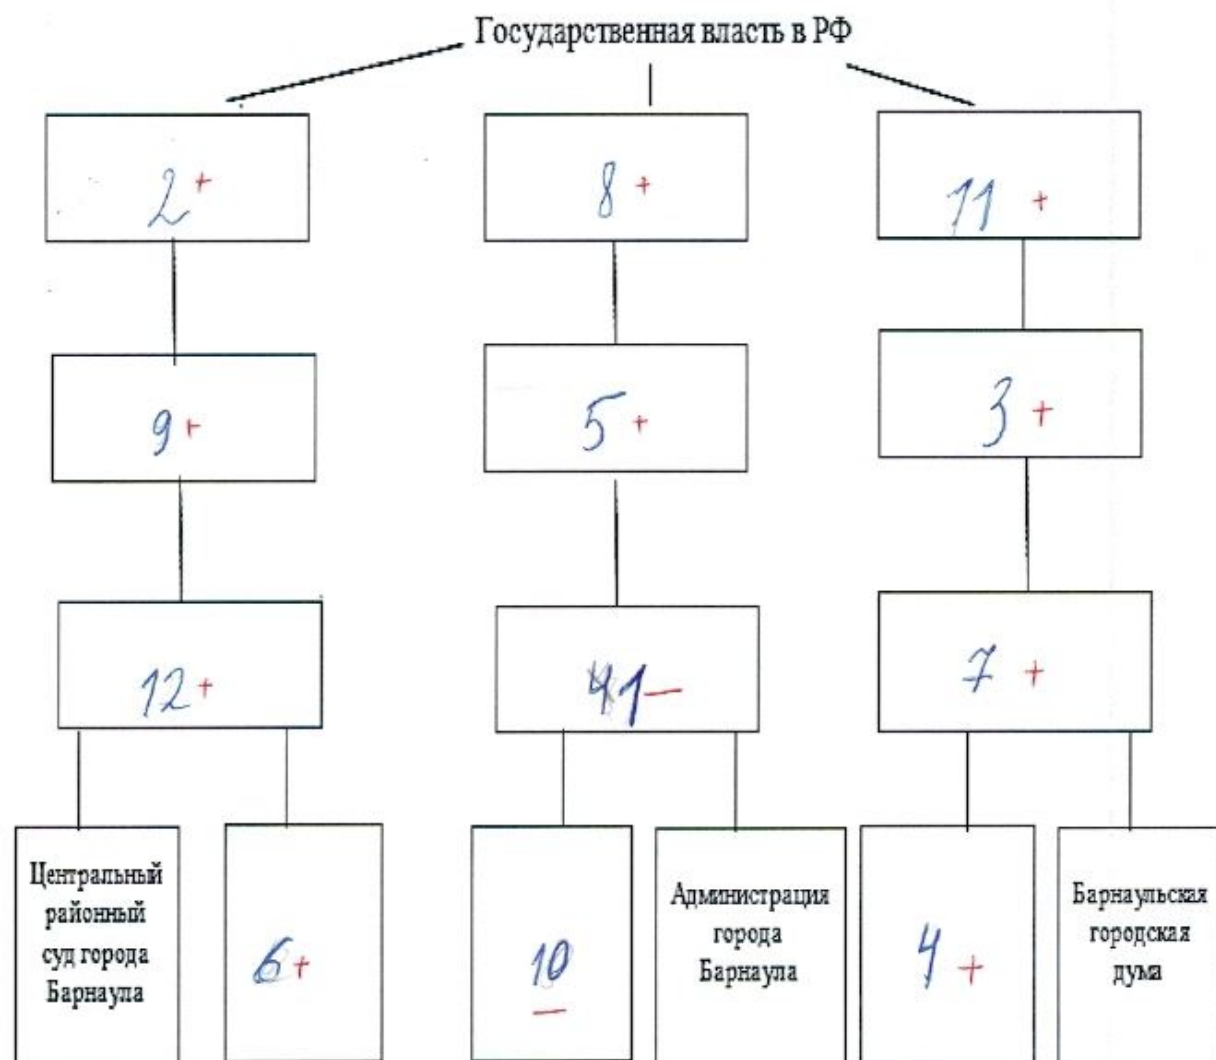 Государственная власть в РФ
2 +
8 +
11 +
9 +
5 +
3 +
12 +
1 —
7 +
Центральный
районный
суд города
Барнаула
6 +
10
—
Администрация
города
Барнаула
4 +
Барнаульская
городская
дума